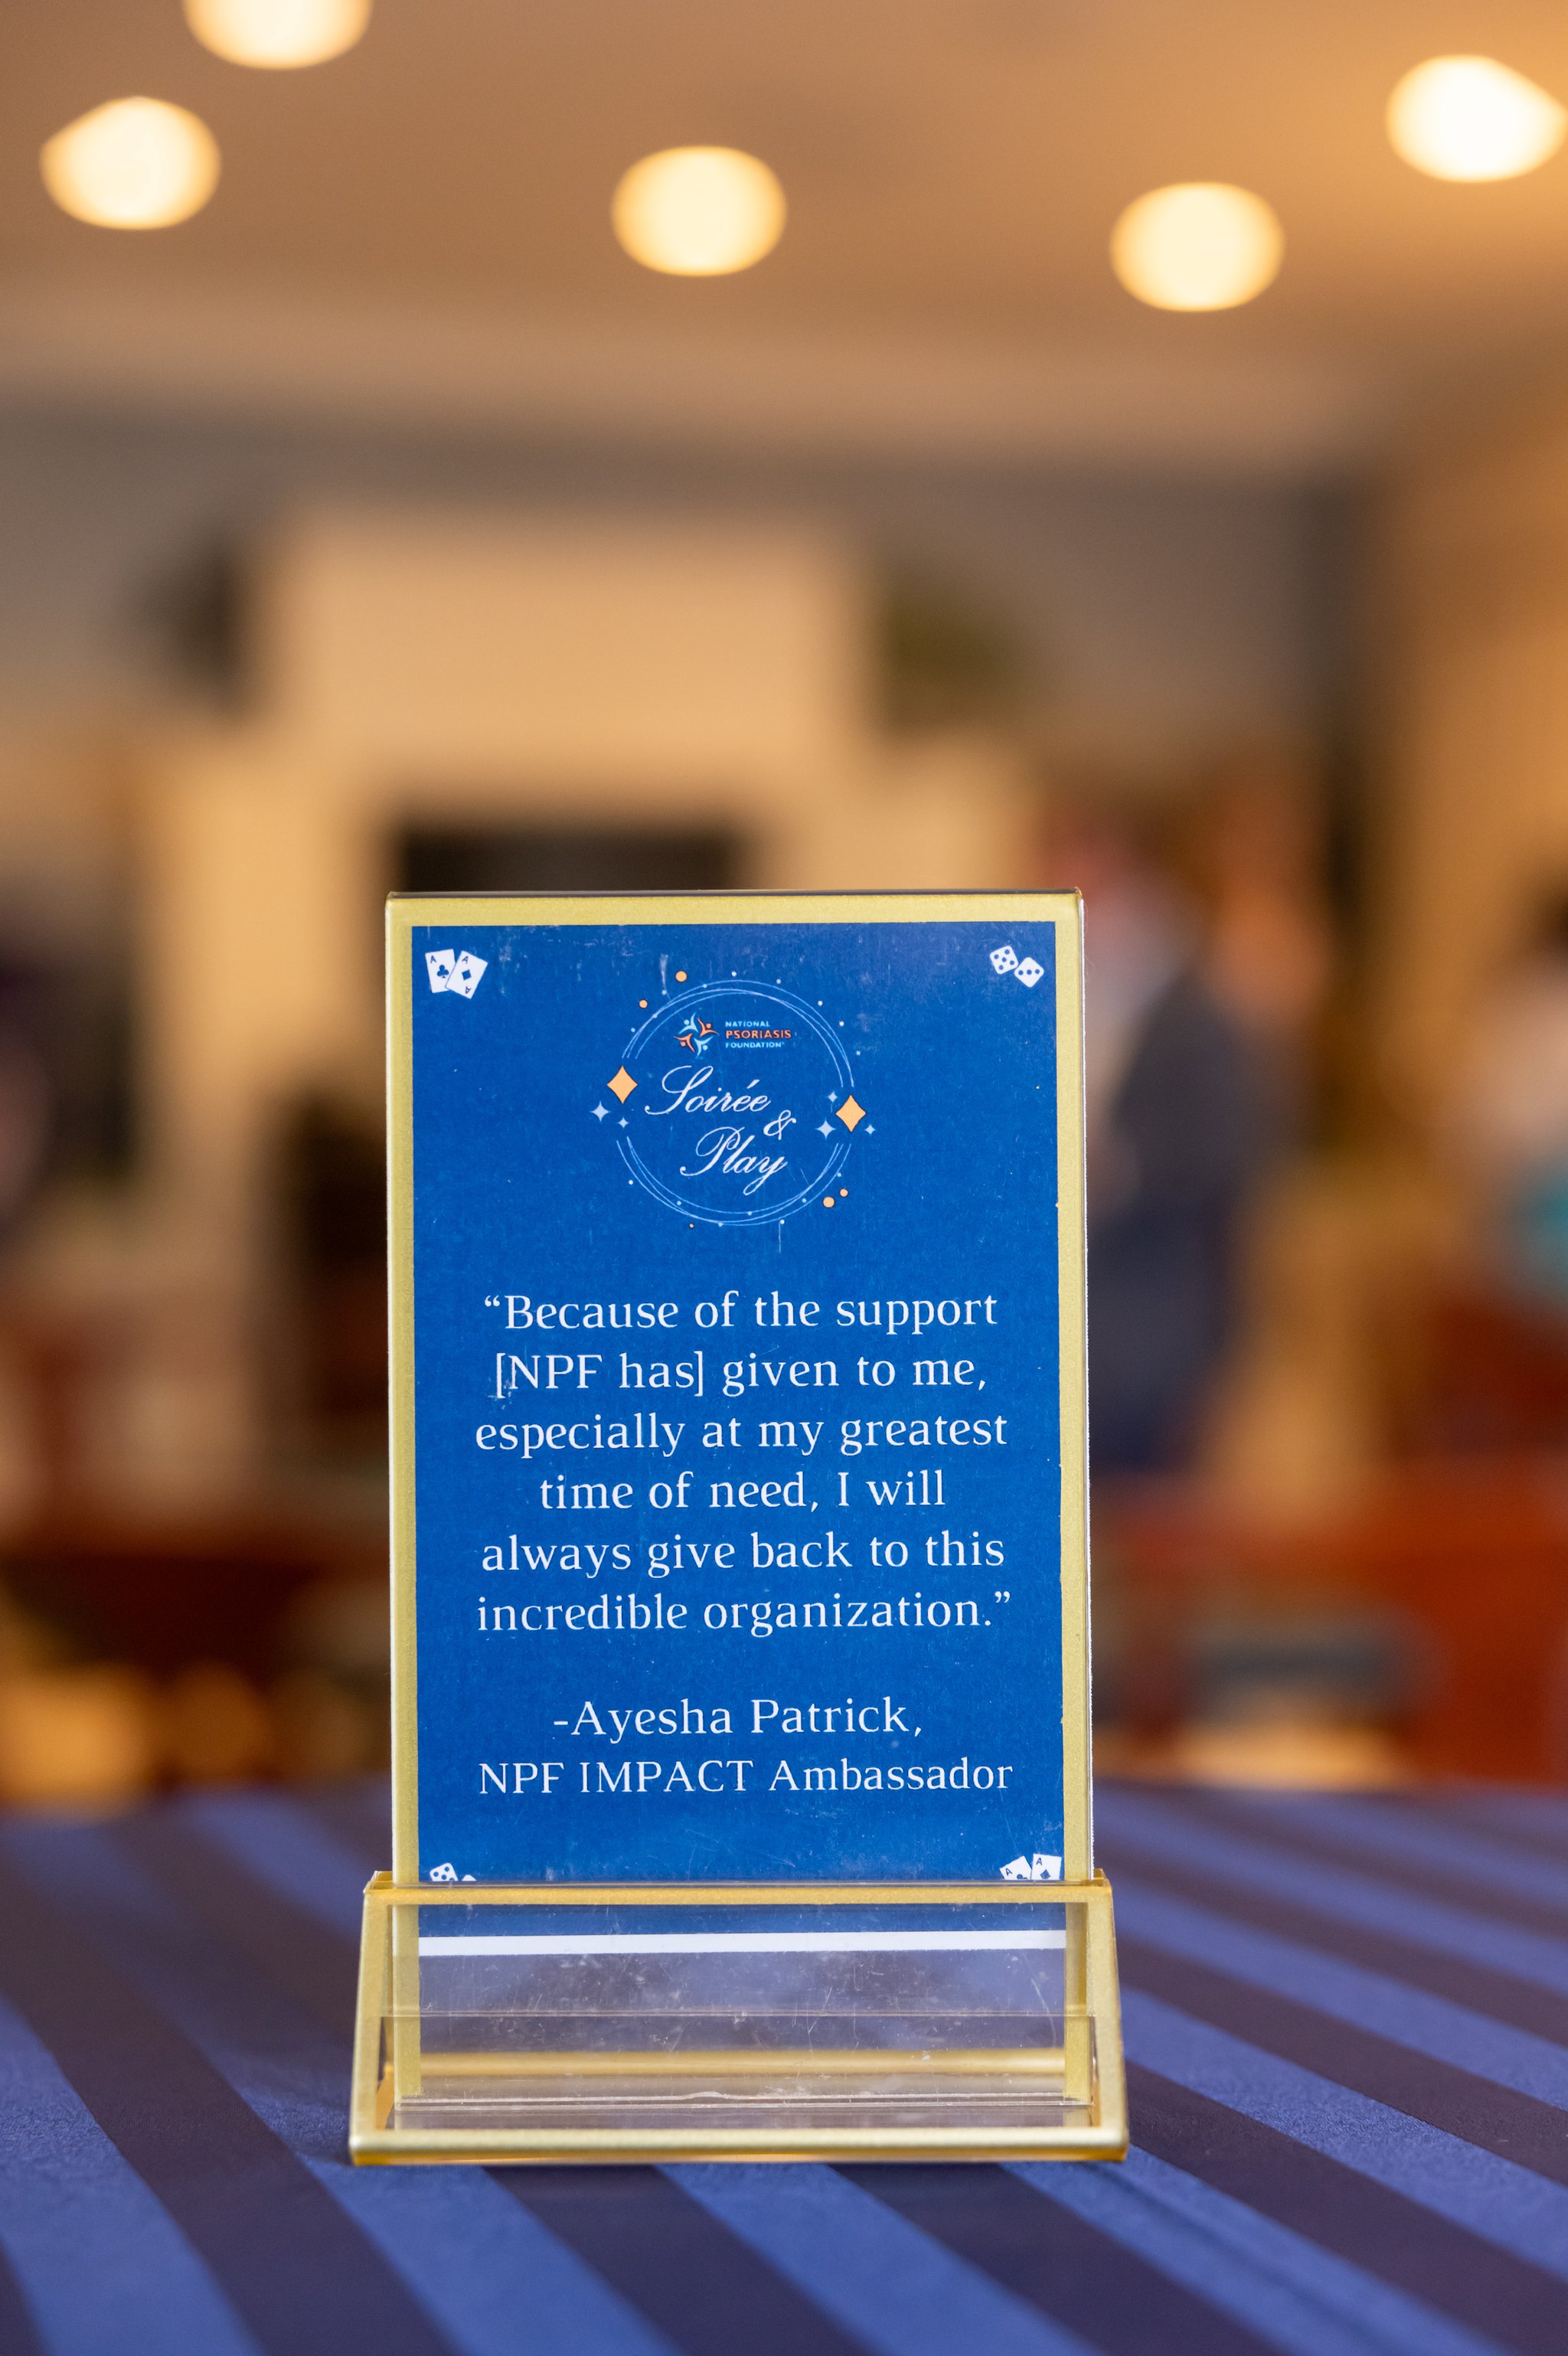 NATIONAL
PSORIASIS
FOUNDATION
Soirée
&
Play
“Because of the support
[NPF has] given to me,
especially at my greatest
time of need, I will
always give back to this
incredible organization.”
-Ayesha Patrick,
NPF IMPACT Ambassador